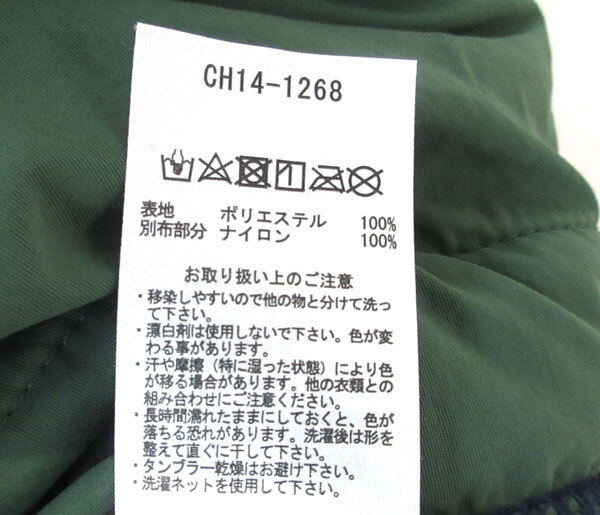 CH14-1268
表地 ポリエステル 100%
別布部分 ナイロン 100%
お取り扱い上のご注意
・移染しやすいので他の物と分けて洗っ
て下さい。
・漂白剤は使用しないで下さい。色が変
わる事があります。
・汗や摩擦（特に湿った状態）により色
が移る場合があります。他の衣類との
組み合わせにご注意ください。
・長時間濡れたままにしておくと、色が
落ちる恐れがあります。洗濯後は形を
整えて直ぐに干して下さい。
・タンブラー乾燥はお避け下さい。
・洗濯ネットを使用して下さい。